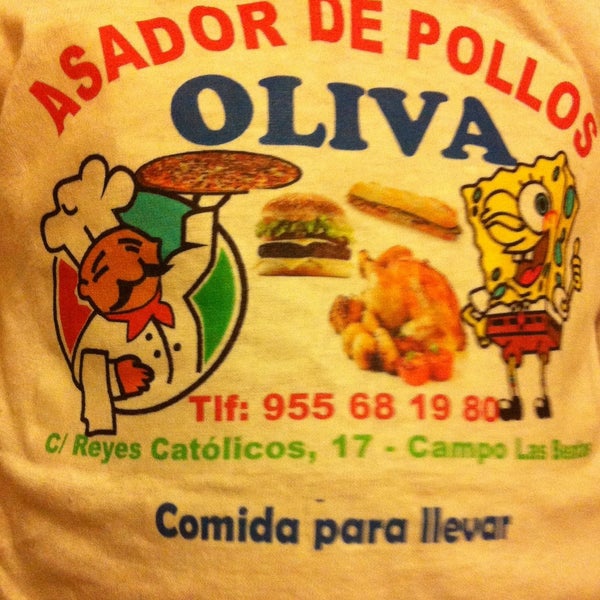 ASADOR DE POLLOS
OLIVA
Tlf: 955 68 19 80
C/ Reyes Católicos, 17 - Campo Las
Comida para llevar